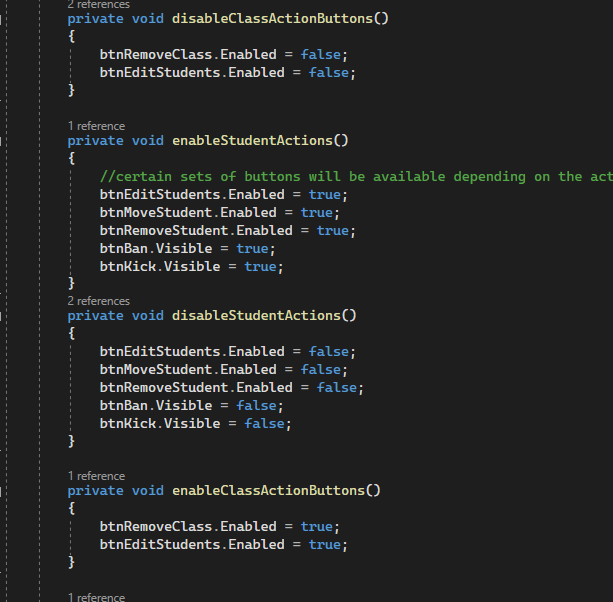 2 references
private void disableClassActionButtons()
{
btnRemoveClass.Enabled = false;
btnEditStudents.Enabled = false;
}
1 reference
private void enableStudentActions()
{
//certain sets of buttons will be available depending on the act
btnEditStudents.Enabled = true;
btnMoveStudent.Enabled = true;
btnRemoveStudent.Enabled = true;
btnBan.Visible = true;
btnKick.Visible = true;
}
2 references
private void disableStudentActions()
{
btnEditStudents.Enabled = false;
btnMoveStudent.Enabled = false;
btnRemoveStudent.Enabled = false;
btnBan.Visible = false;
btnKick.Visible = false;
}
1 reference
private void enableClassActionButtons()
{
btnRemoveClass.Enabled = true;
btnEditStudents.Enabled = true;
}
1 reference